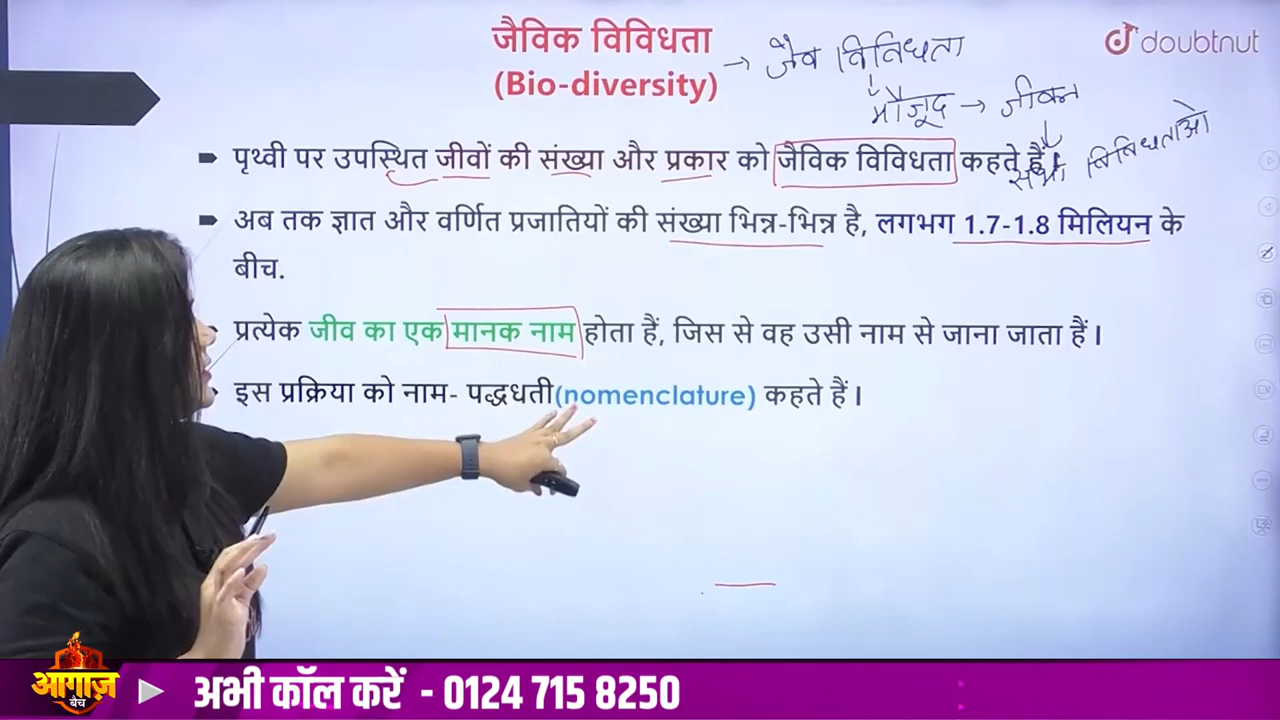 जैविक विविधता
(Bio-diversity)
→ जैव विविधता
मौजूद → जीवन
सभी विविधताओ
doubtnut
पृथ्वी पर उपस्थित जीवों की संख्या और प्रकार को जैविक विविधता कहते हैं।
अब तक ज्ञात और वर्णित प्रजातियों की संख्या भिन्न-भिन्न है, लगभग 1.7-1.8 मिलियन के
बीच.
प्रत्येक जीव का एक मानक नाम होता हैं, जिस से वह उसी नाम से जाना जाता हैं ।
इस प्रक्रिया को नाम- पद्धधती(nomenclature) कहते हैं ।
आगाज़
बैच
अभी कॉल करें - 0124 715 8250